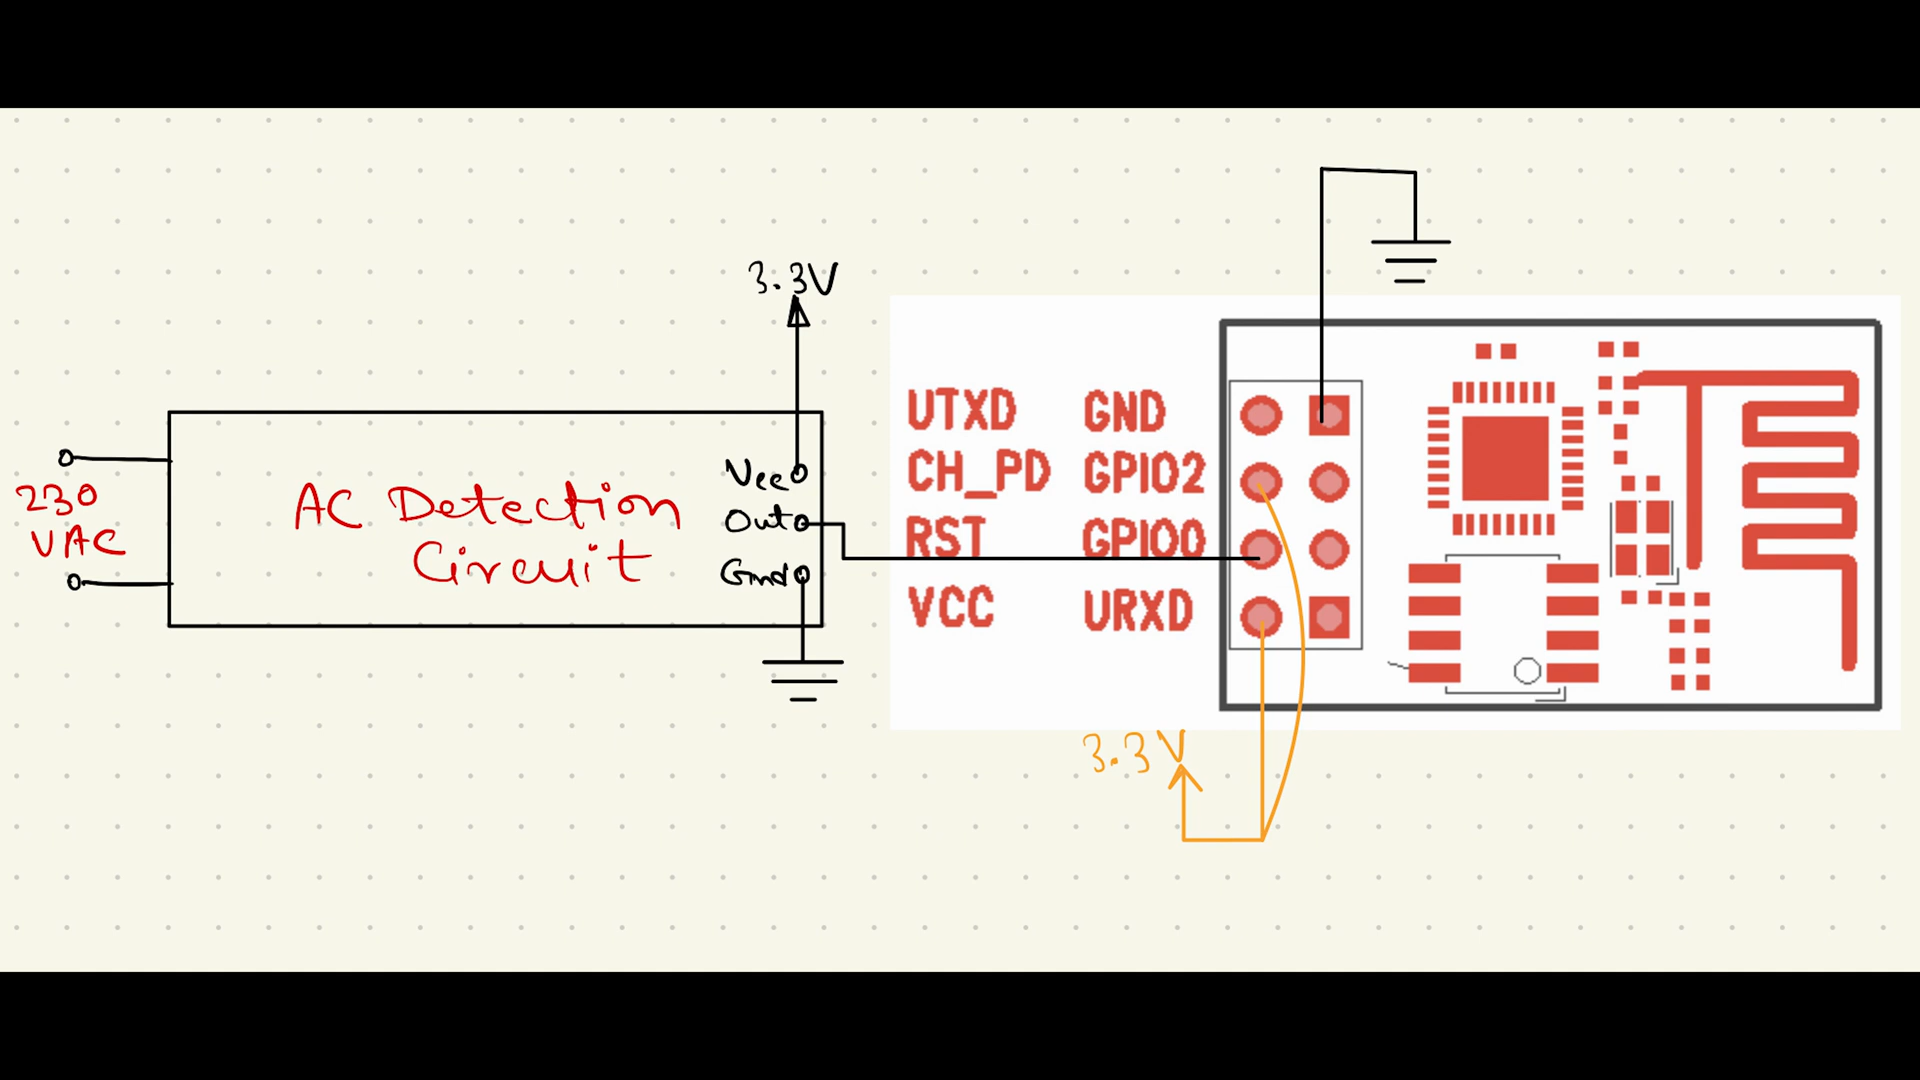 3.3V
230
VAC
AC Detection
Circuit
Vcc
Out
Gnd
UTXD GND
CH_PD GPIO2
RST GPIO0
VCC URXD
3.3V